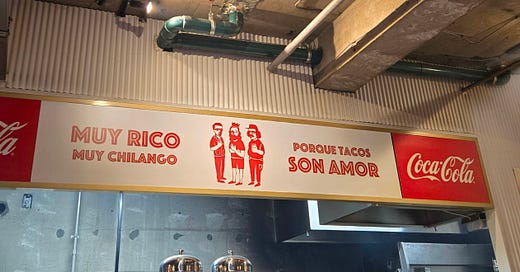 MUY RICO
MUY CHILANGO
PORQUE TACOS
SON AMOR
Coca-Cola